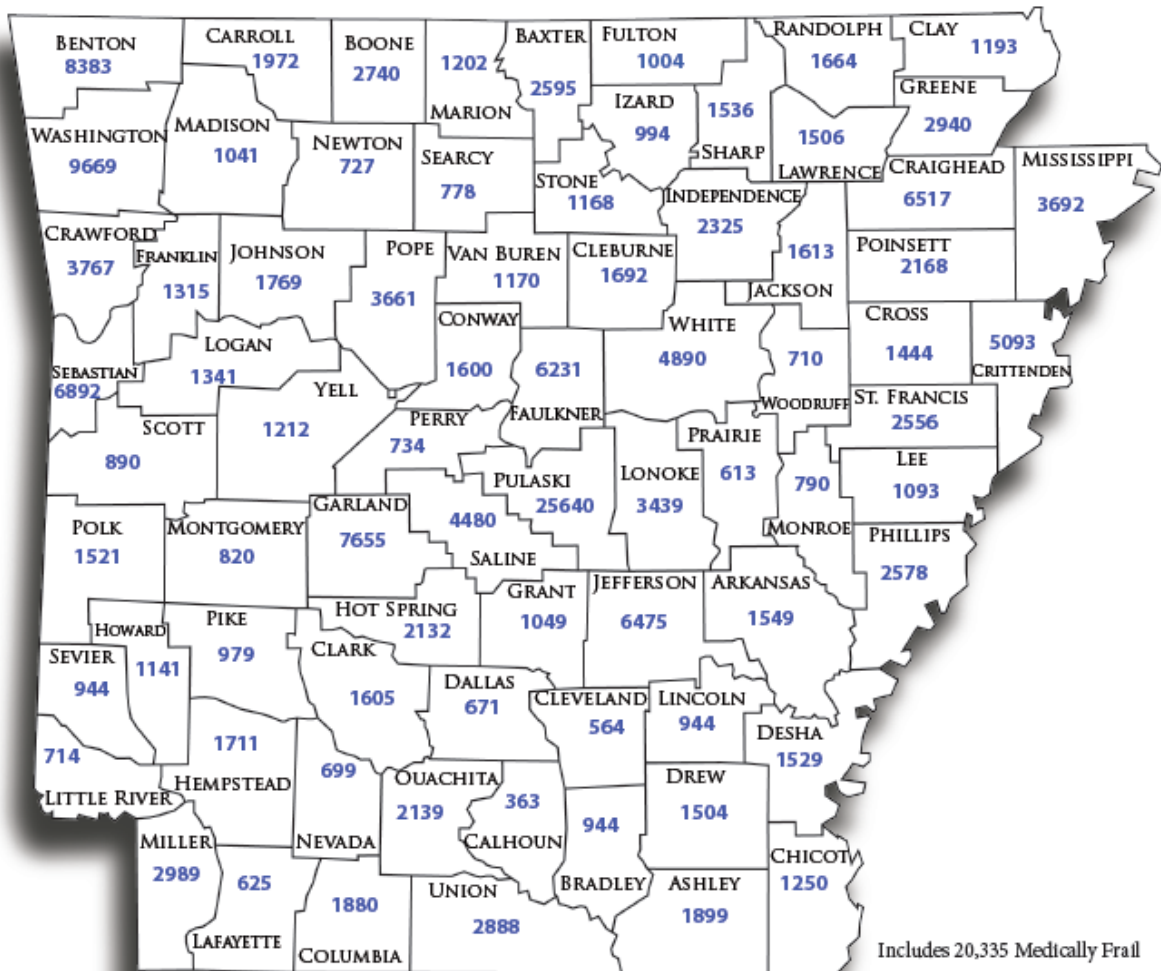 BENTON
8383
CARROLL
1972
BOONE
2740
1202
MARION
BAXTER
2595
FULTON
1004
RANDOLPH
1664
CLAY
1193
GREENE
2940
IZARD
994
1536
SHARP
1506
LAWRENCE
WASHINGTON
9669
MADISON
1041
NEWTON
727
SEARCY
778
STONE
1168
INDEPENDENCE
2325
CRAIGHEAD
6517
MISSISSIPPI
3692
CRAWFORD
3767
FRANKLIN
1315
JOHNSON
1769
POPE
3661
VAN BUREN
1170
CLEBURNE
1692
1613
JACKSON
POINSETT
2168
CONWAY
1600
WHITE
4890
CROSS
1444
5093
CRITTENDEN
SEBASTIAN
6892
LOGAN
1341
YELL
1212
6231
FAULKNER
710
WOODRUFF
ST. FRANCIS
2556
SCOTT
890
PERRY
734
PRAIRIE
613
LEE
1093
PULASKI
25640
LONOKE
3439
790
MONROE
POLK
1521
MONTGOMERY
820
GARLAND
7655
4480
SALINE
PHILLIPS
2578
HOT SPRING
2132
GRANT
1049
JEFFERSON
6475
ARKANSAS
1549
HOWARD
1141
PIKE
979
CLARK
1605
SEVIER
944
DALLAS
671
CLEVELAND
564
LINCOLN
944
DESHA
1529
714
LITTLE RIVER
1711
HEMPSTEAD
699
NEVADA
OUACHITA
2139
363
CALHOUN
944
BRADLEY
DREW
1504
MILLER
2989
625
LAFAYETTE
1880
COLUMBIA
UNION
2888
ASHLEY
1899
CHICOT
1250
Includes 20,335 Medically Frail